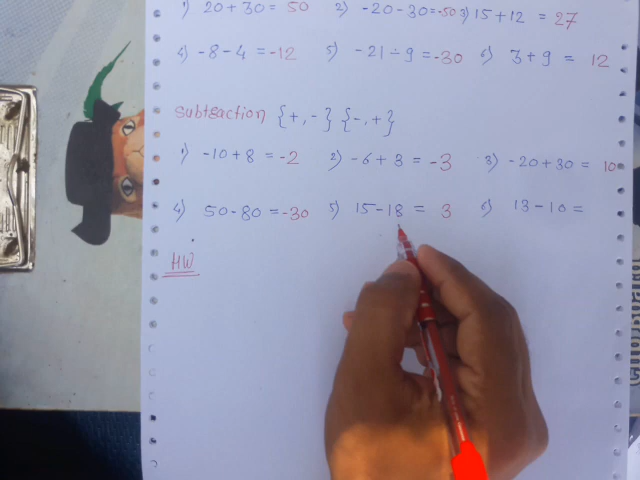 1) 20+30= 50 2) -20-30=-50 3) 15+12 = 27
4) -8-4 =-12 5) -21-9 =-30 6) 3+9 = 12
subtraction {+,-} {-,+}
1) -10+8 =-2 2) -6+3 =-3 3) -20+30 = 10
4) 50-80 =-30 5) 15-18 = 3 6) 13-10=
HW